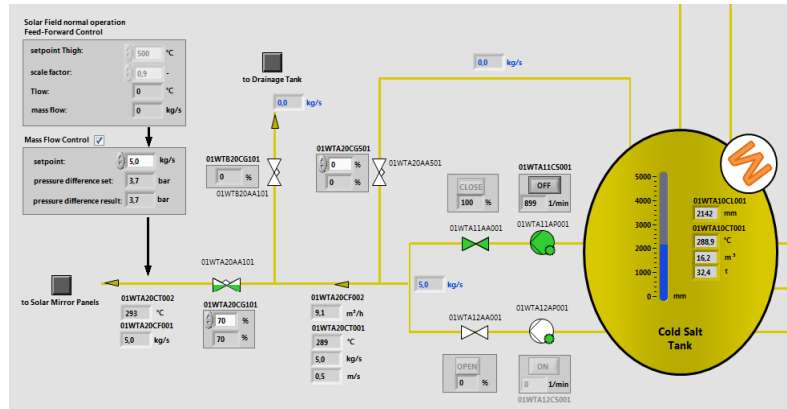 Solar Field normal operation
Feed-Forward Control
setpoint Thigh: 500 °C
scale factor: 0,9 -
Tlow: 0 °C
mass flow: 0 kg/s
Mass Flow Control
setpoint: 5,0 kg/s
pressure difference set: 3,7 bar
pressure difference result: 3,7 bar
to Drainage Tank
0,0 kg/s
0,0 kg/s
01WTB20CG101
0 %
01WTB20AA101
01WTA20CG501
0 %
0 %
01WTA20AA501
CLOSE
100 %
01WTA11CS001
OFF
899 1/min
01WTA11AA001
01WTA11AP001
to Solar Mirror Panels
01WTA20CT002
293 °C
01WTA20CF001
5,0 kg/s
01WTA20AA101
01WTA20CG101
70 %
70 %
01WTA20CF002
9,1 m³/h
01WTA20CT001
289 °C
5,0 kg/s
0,5 m/s
5,0 kg/s
01WTA12AA001
01WTA12AP001
OPEN
0 %
ON
0 1/min
01WTA12CS001
5000
4000
3000
2000
1000
0
mm
01WTA10CL001
2142 mm
01WTA10CT001
288,9 °C
16,2 m³
32,4 t
Cold Salt
Tank